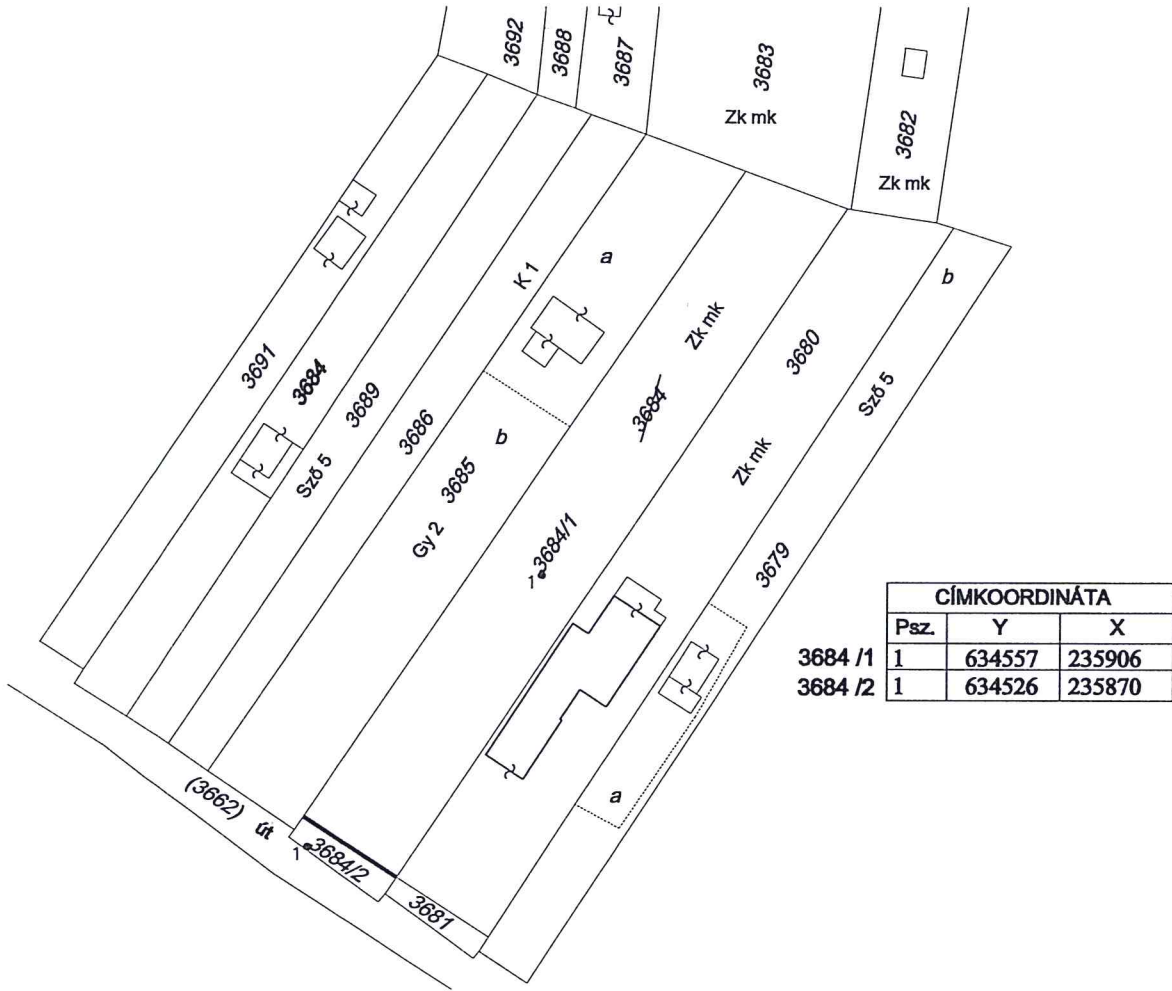 3692
3688
3687
3683
Zk mk
3682
Zk mk
K 1
a
b
Zk mk
3691
3684
3689
3686
3684
3680
Sző 5
b
Sző 5
Gy 2 3685
Zk mk
3684/1
1
3679
CÍMKOORDINÁTA
Psz. Y X
3684 /1 1 634557 235906
3684 /2 1 634526 235870
(3662) út
a
1
3684/2
3681